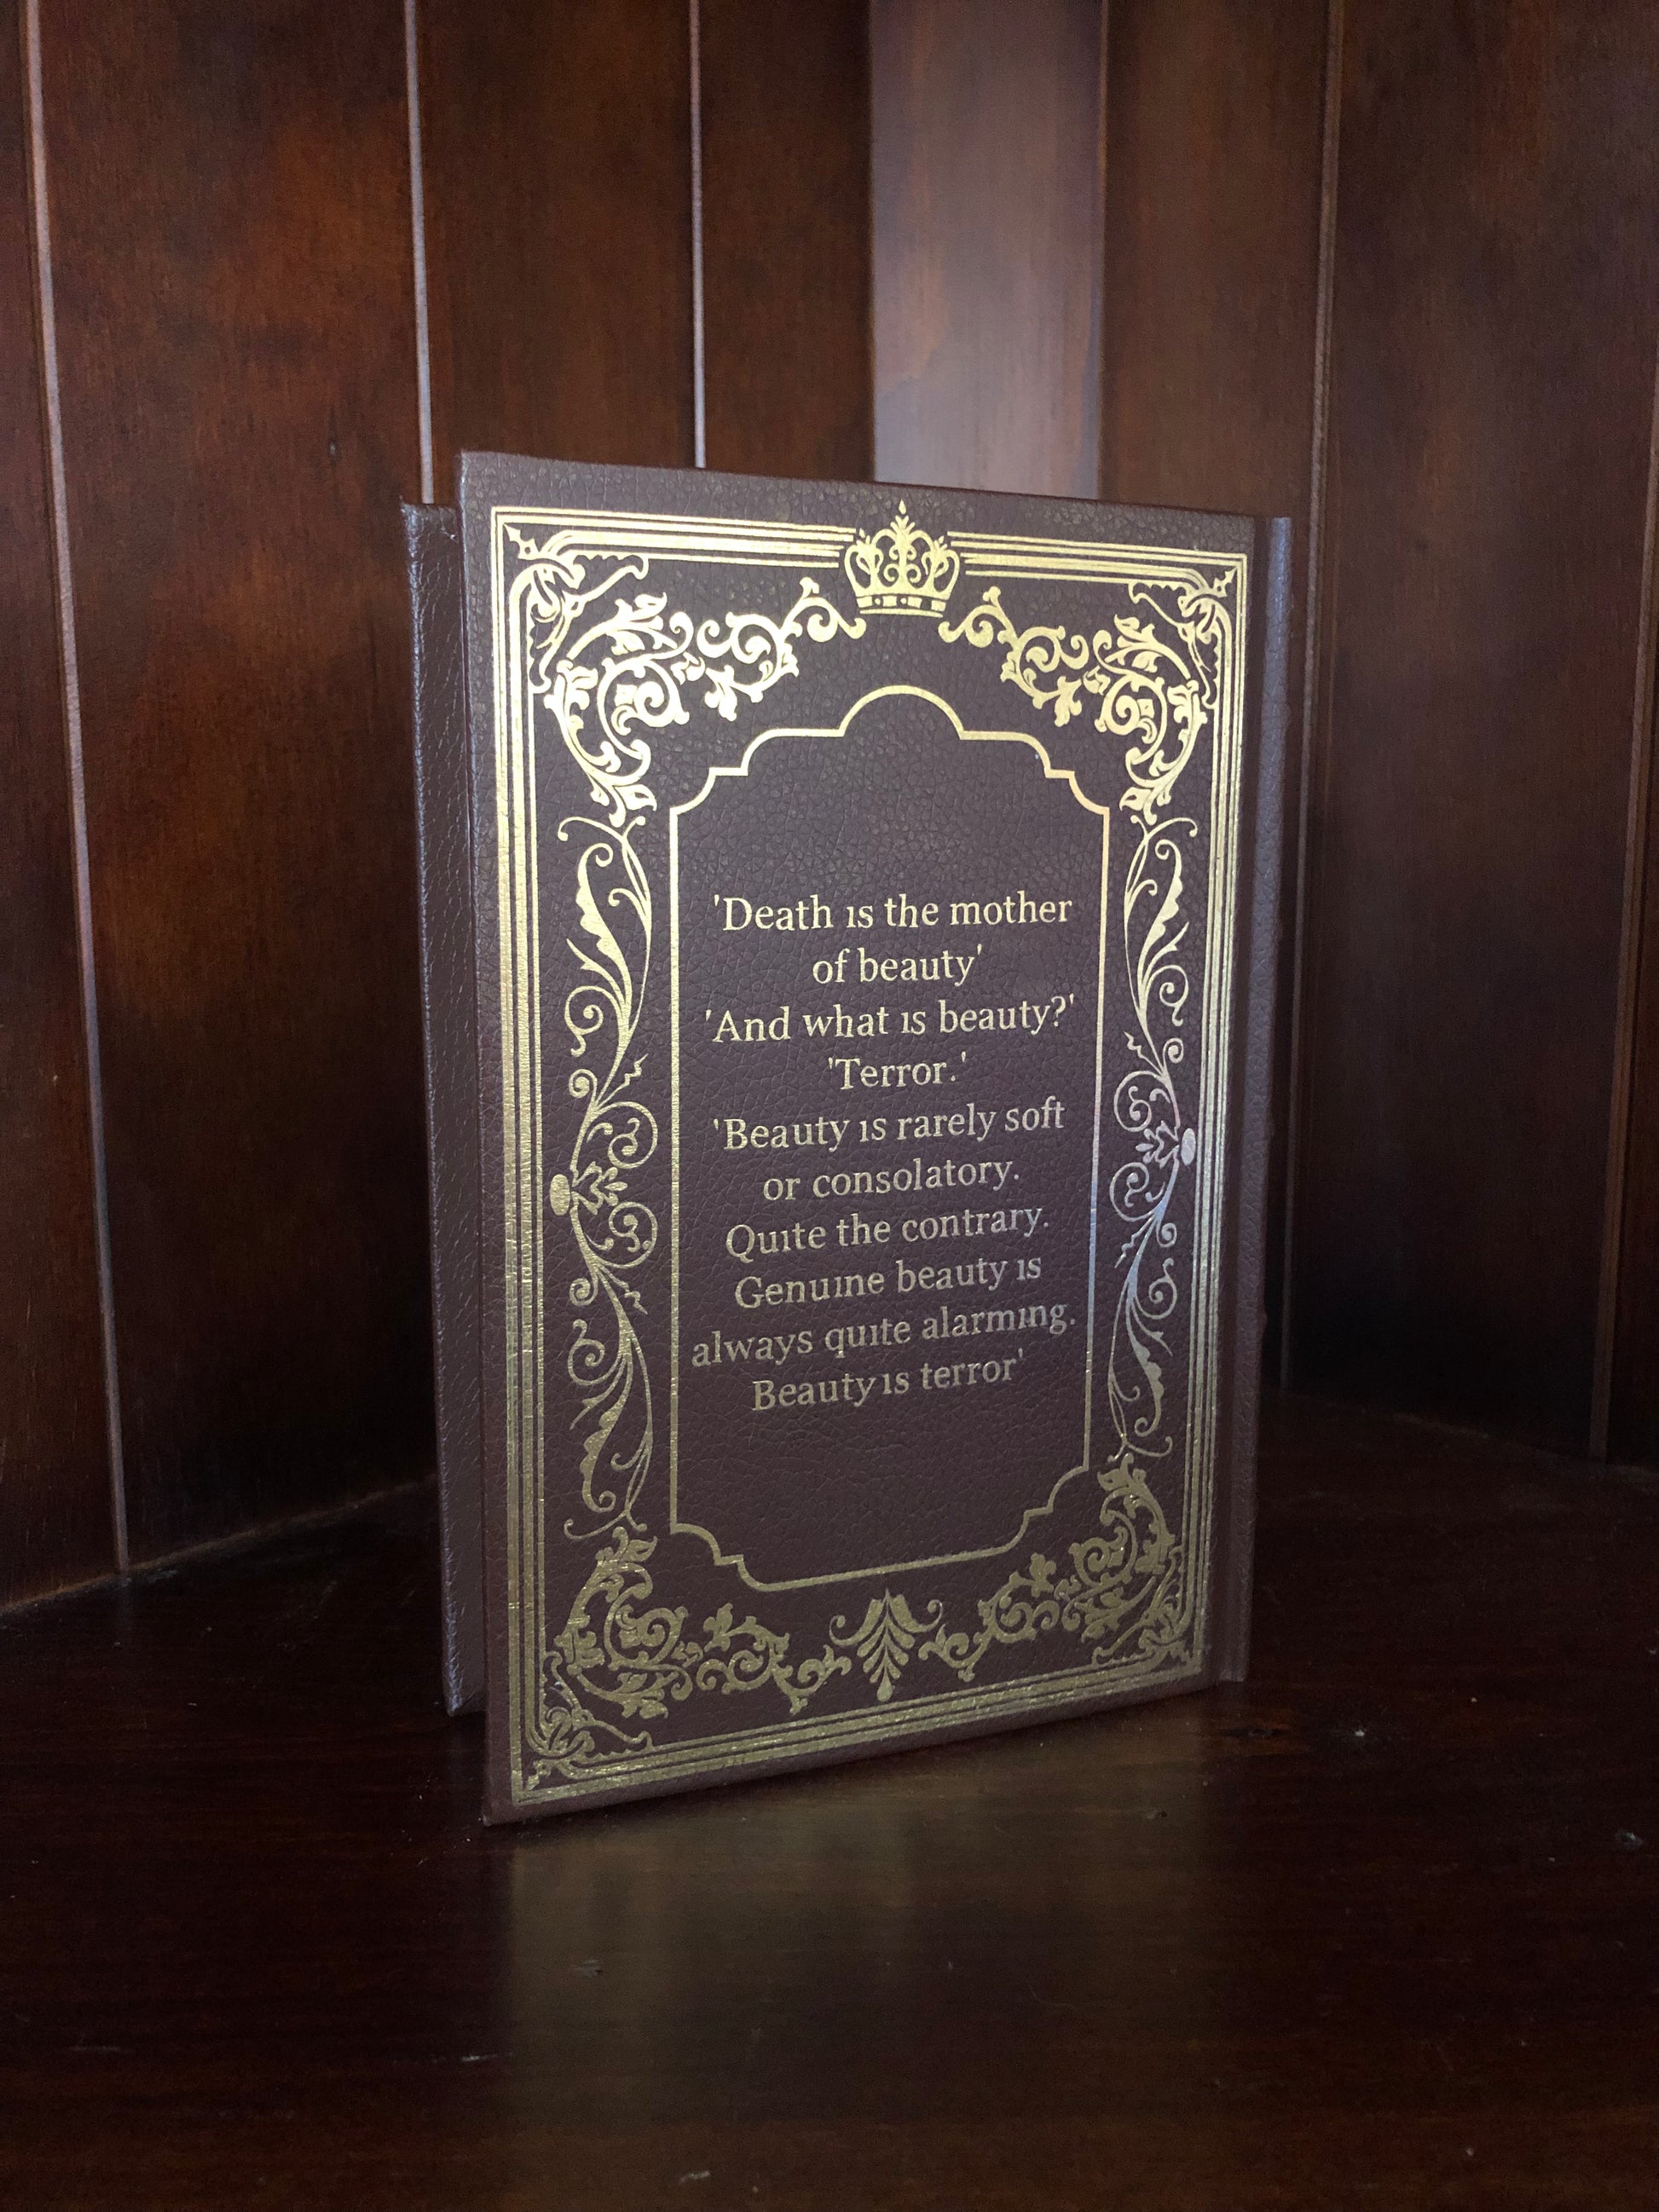 'Death is the mother
of beauty'
'And what is beauty?'
'Terror.'
'Beauty is rarely soft
or consolatory.
Quite the contrary.
Genuine beauty is
always quite alarming.
Beauty is terror'